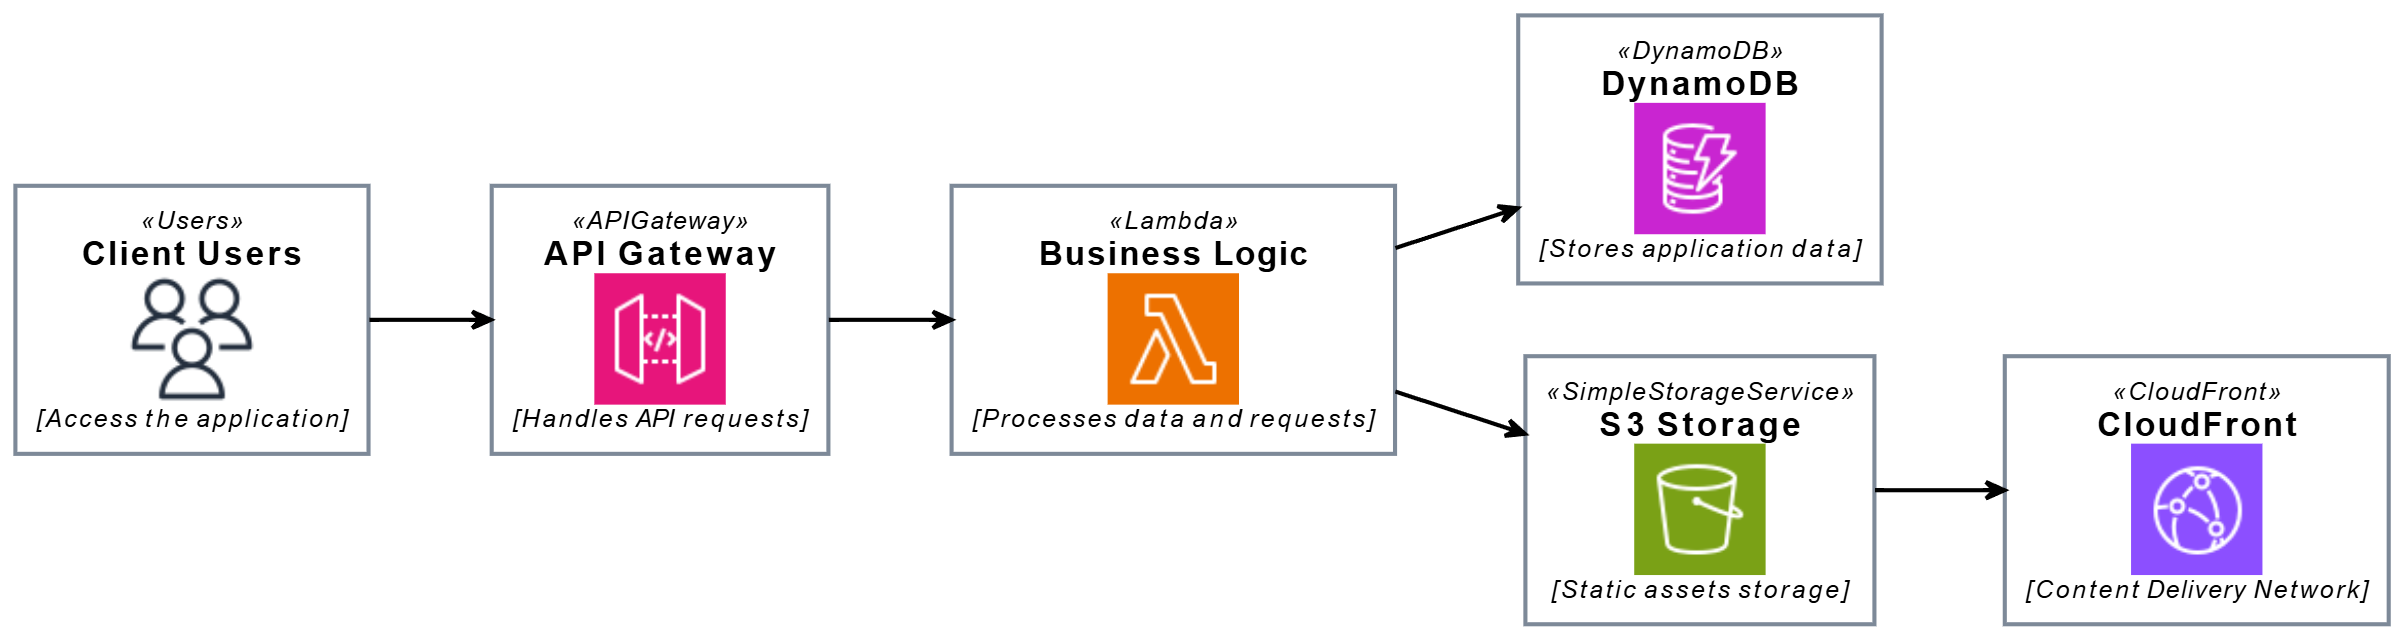 «Users»
Client Users
[Access the application]
«APIGateway»
API Gateway
</>
[Handles API requests]
«Lambda»
Business Logic
[Processes data and requests]
«DynamoDB»
DynamoDB
[Stores application data]
«SimpleStorageService»
S3 Storage
[Static assets storage]
«CloudFront»
CloudFront
[Content Delivery Network]